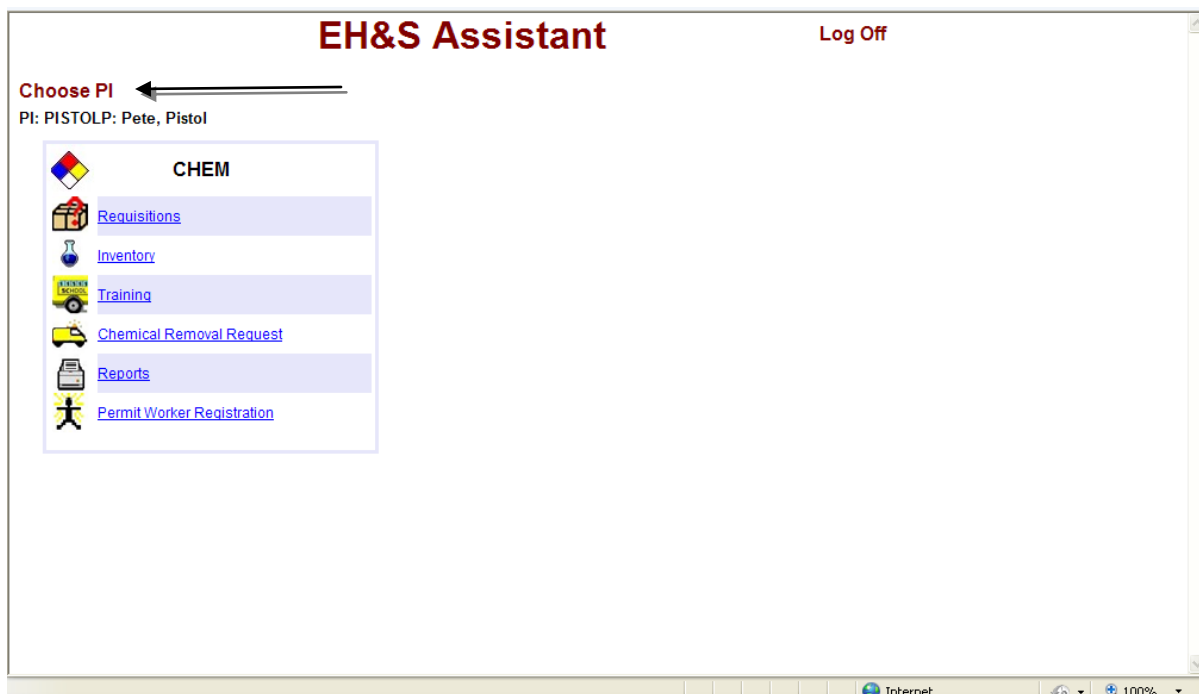 EH&S Assistant
Log Off
Choose PI
PI: PISTOLP: Pete, Pistol
CHEM
Requisitions
Inventory
SCHOOL
Training
Chemical Removal Request
Reports
Permit Worker Registration
Internet
100%